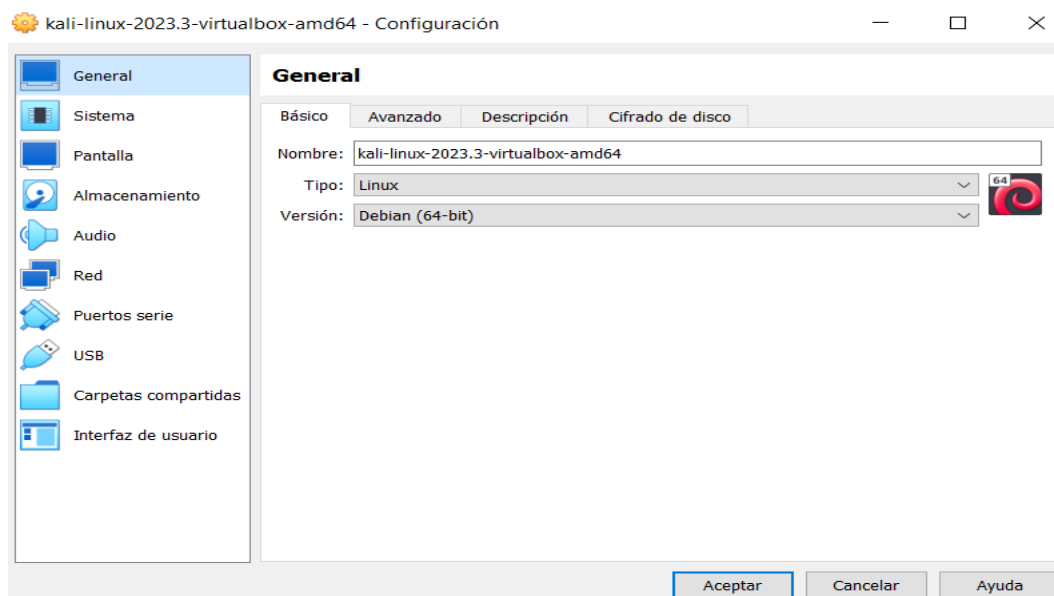 kali-linux-2023.3-virtualbox-amd64 - Configuración
General
Sistema
Pantalla
Almacenamiento
Audio
Red
Puertos serie
USB
Carpetas compartidas
Interfaz de usuario
General
Básico Avanzado Descripción Cifrado de disco
Nombre: kali-linux-2023.3-virtualbox-amd64
Tipo: Linux
64
Versión: Debian (64-bit)
Aceptar Cancelar Ayuda